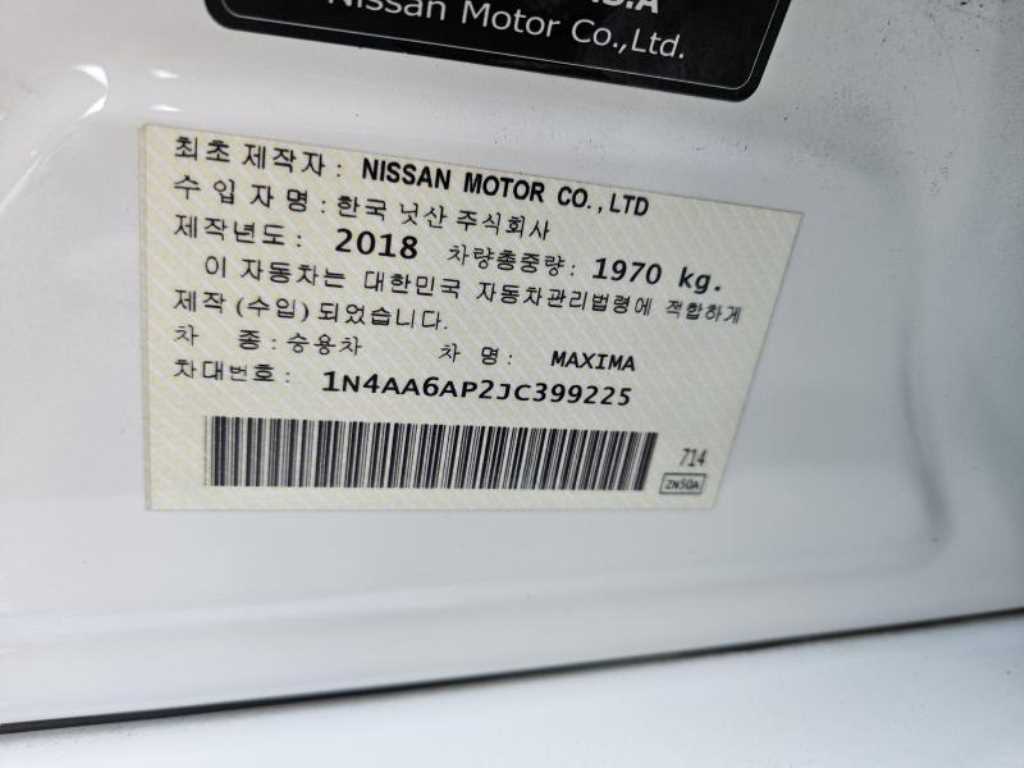 .S.A
Nissan Motor Co.,Ltd.
최초 제작자 : NISSAN MOTOR CO.,LTD
수 입 자 명 : 한국 닛산 주식회사
제작년도 : 2018 차량총중량 : 1970 kg.
이 자동차는 대한민국 자동차관리법령에 적합하게
제작 (수입) 되었습니다.
차 종 : 승용차 차 명 : MAXIMA
차대번호 : 1N4AA6AP2JC399225
714
ZN50A